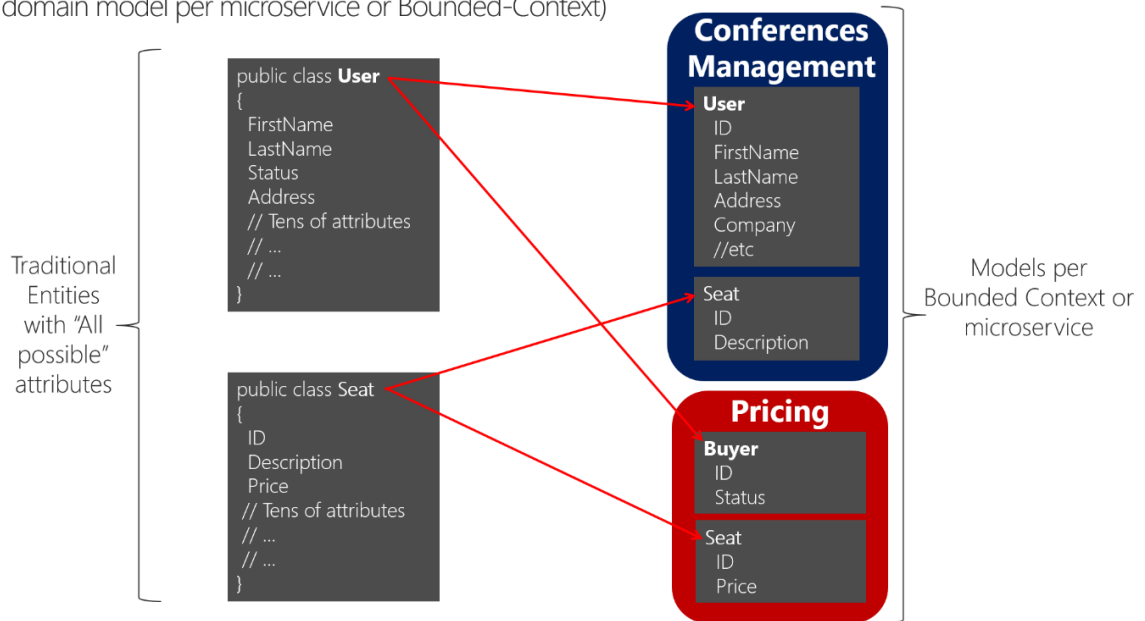 domain model per microservice or Bounded-Context)
Traditional
Entities
with “All
possible”
attributes
public class User
{
FirstName
LastName
Status
Address
// Tens of attributes
// ...
// ...
}
public class Seat
{
ID
Description
Price
// Tens of attributes
// ...
// ...
}
Conferences
Management
User
ID
FirstName
LastName
Address
Company
//etc
Seat
ID
Description
Pricing
Buyer
ID
Status
Seat
ID
Price
Models per
Bounded Context or
microservice